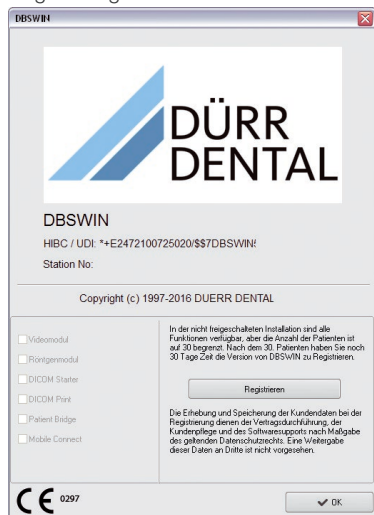 DBSWIN
DÜRR
DENTAL
DBSWIN
HIBC / UDI: *+E2472100725020/$$7DBSWIN
Station No:
Copyright (c) 1997-2016 DUERR DENTAL
Videomodul
Röntgenmodul
DICOM Starter
DICOM Print
Patient Bridge
Mobile Connect
In der nicht freigeschalteten Installation sind alle
Funktionen verfügbar, aber die Anzahl der Patienten ist
auf 30 begrenzt. Nach dem 30. Patienten haben Sie noch
30 Tage Zeit die Version von DBSWIN zu Registrieren.
Registrieren
Die Erhebung und Speicherung der Kundendaten bei der
Registrierung dienen der Vertragsdurchführung, der
Kundenpflege und des Softwaresupports nach Maßgabe
des geltenden Datenschutzrechts. Eine Weitergabe
dieser Daten an Dritte ist nicht vorgesehen.
CE 0297
OK